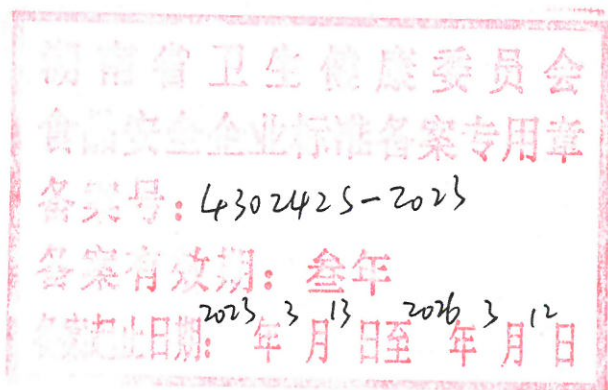 湖南省卫生健康委员会
食品安全企业标准备案专用章
备案号：4302425-2023
备案有效期：叁年
备案起止日期：2023年3月13日至2026年3月12日